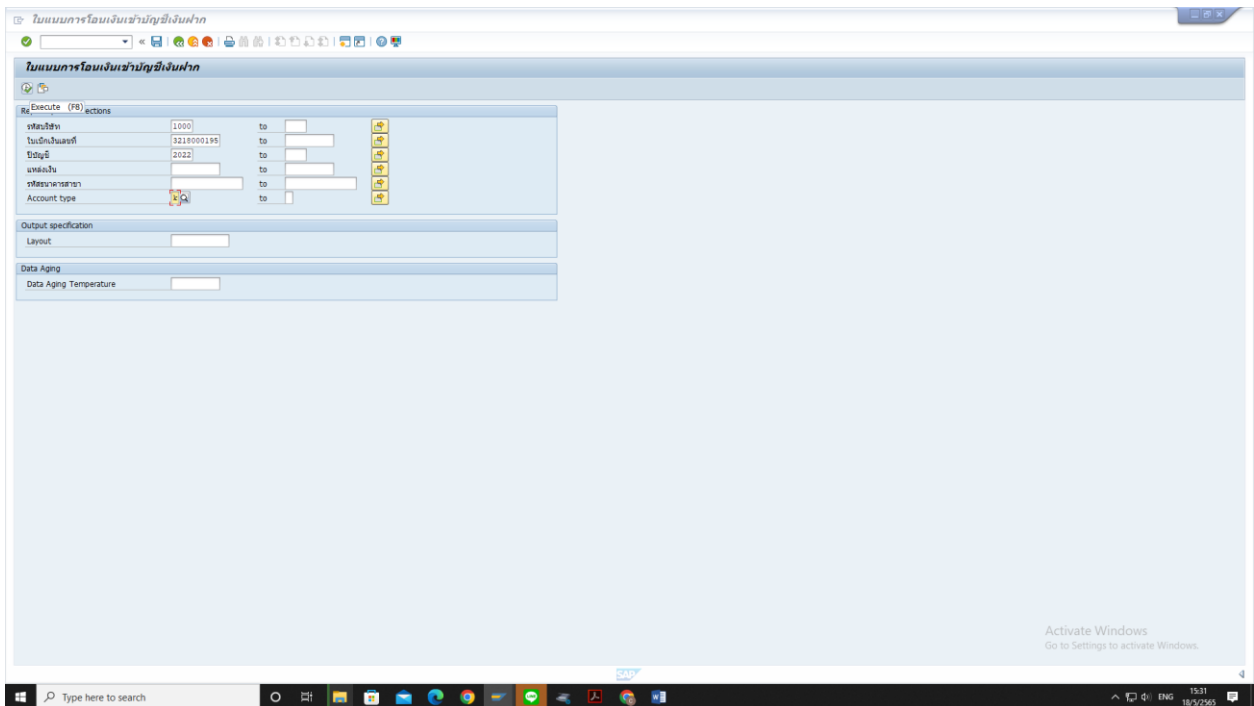 ใบแนบการโอนเงินเข้าบัญชีเงินฝาก
ใบแนบการโอนเงินเข้าบัญชีเงินฝาก
Execute (F8)
ections
รหัสบริษัท 1000 to
ใบเบิกเงินเลขที่ 3218000195 to
ปีบัญชี 2022 to
แหล่งเงิน to
รหัสธนาคารสาขา to
Account type to
Output specification
Layout
Data Aging
Data Aging Temperature
Activate Windows
Go to Settings to activate Windows.
SAP
Type here to search
ENG
15:31
18/5/2565